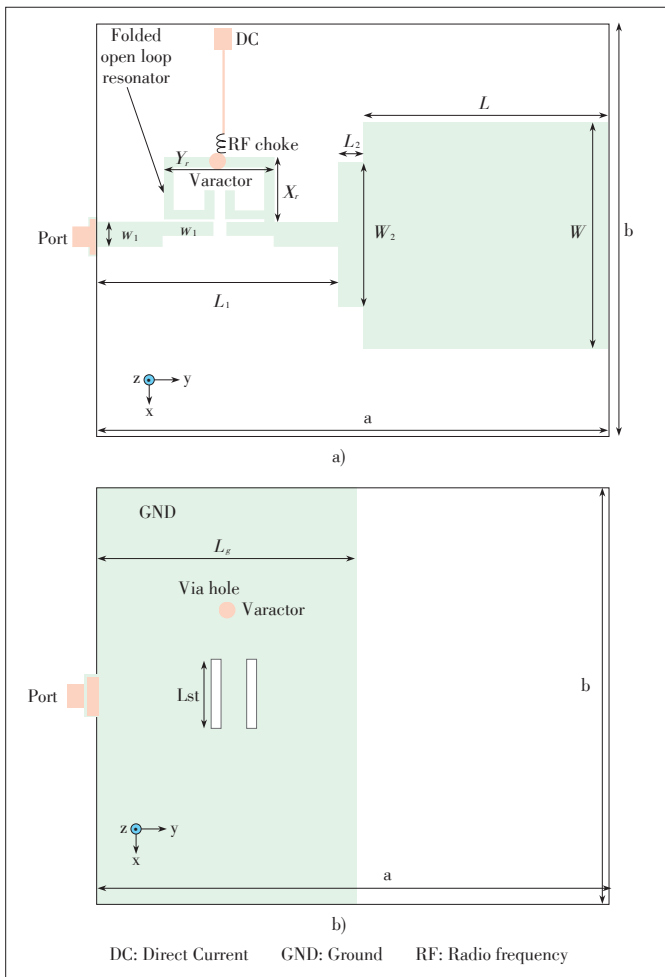 Folded
open loop
resonator
DC
RF choke
Yr
Varactor
Xr
L
L2
Port
w1
w1
W2
W
b
L1
z
y
x
a
a)
GND
Lg
Via hole
Varactor
Lst
Port
b
z
y
x
a
b)
DC: Direct Current GND: Ground RF: Radio frequency